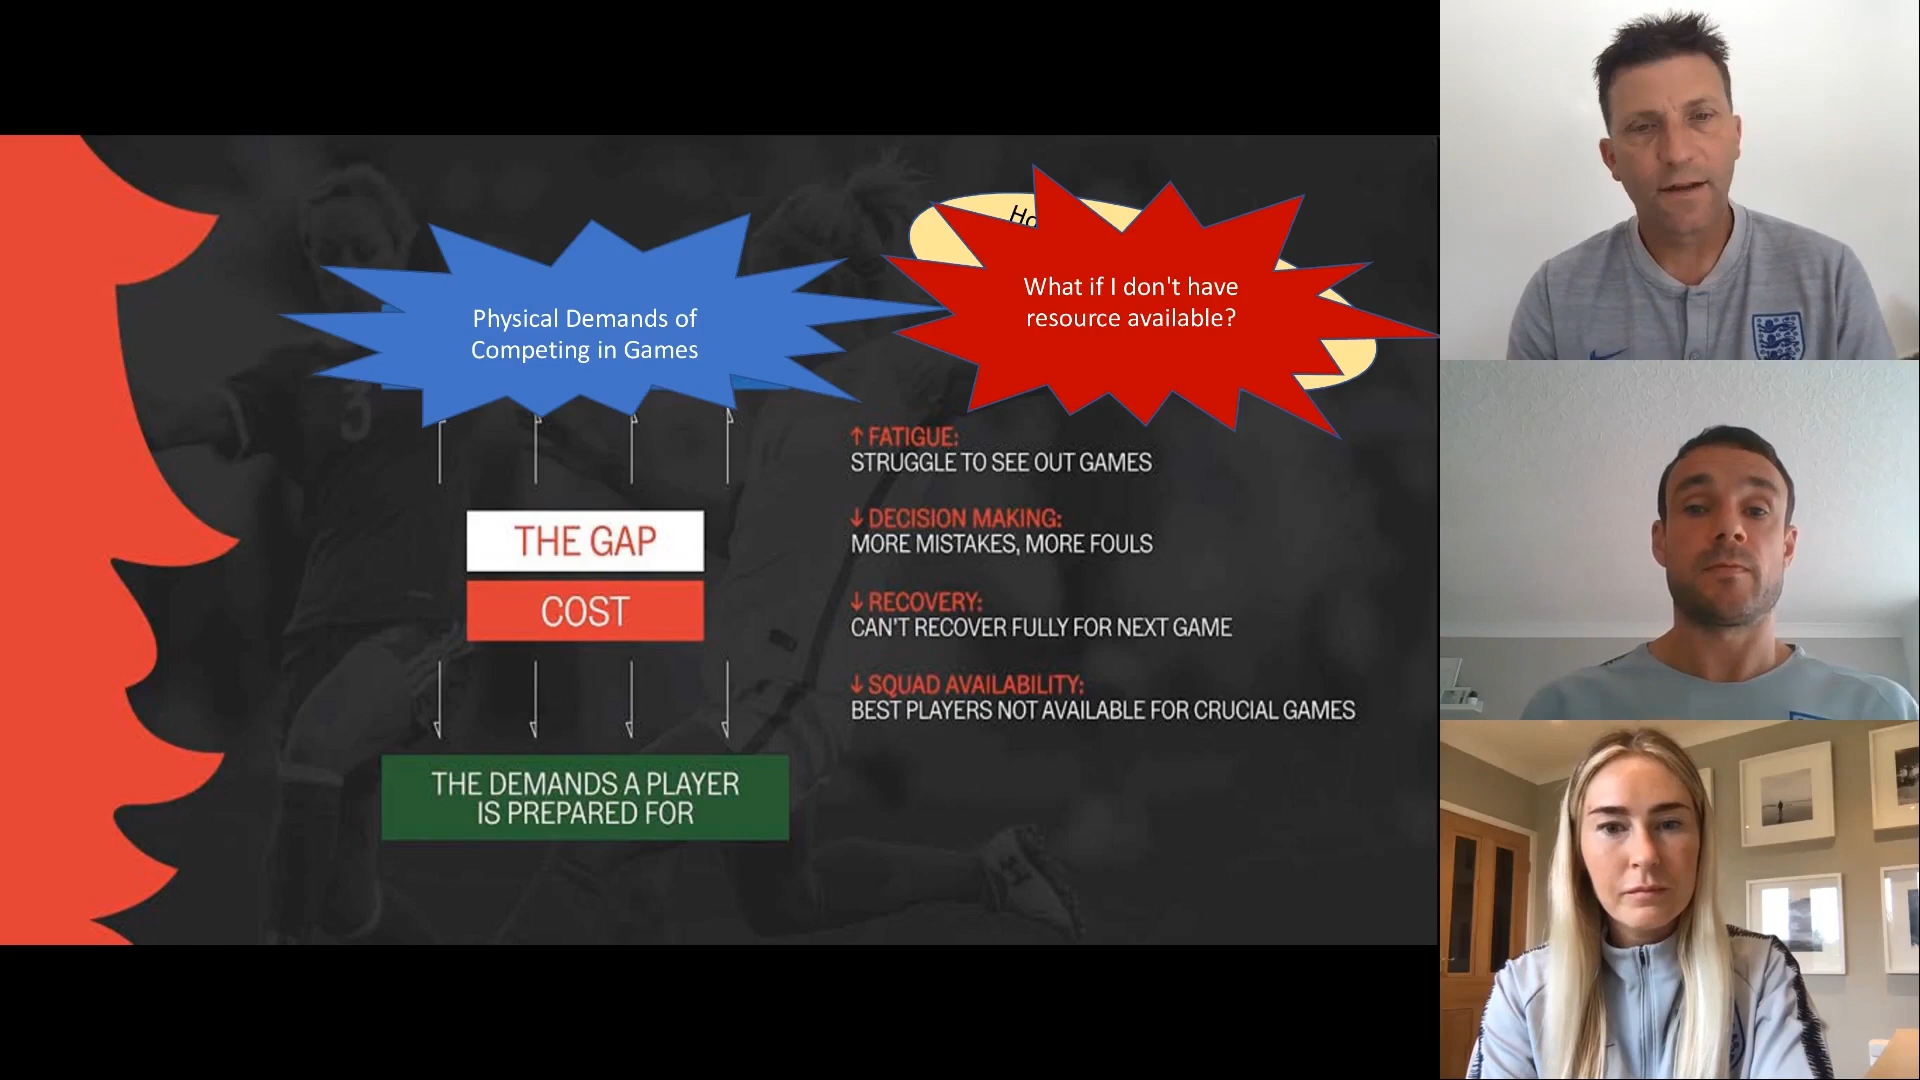 Physical Demands of
Competing in Games
What if I don't have
resource available?
↑ FATIGUE:
STRUGGLE TO SEE OUT GAMES
↓ DECISION MAKING:
MORE MISTAKES, MORE FOULS
↓ RECOVERY:
CAN'T RECOVER FULLY FOR NEXT GAME
↓ SQUAD AVAILABILITY:
BEST PLAYERS NOT AVAILABLE FOR CRUCIAL GAMES
THE GAP
COST
THE DEMANDS A PLAYER
IS PREPARED FOR